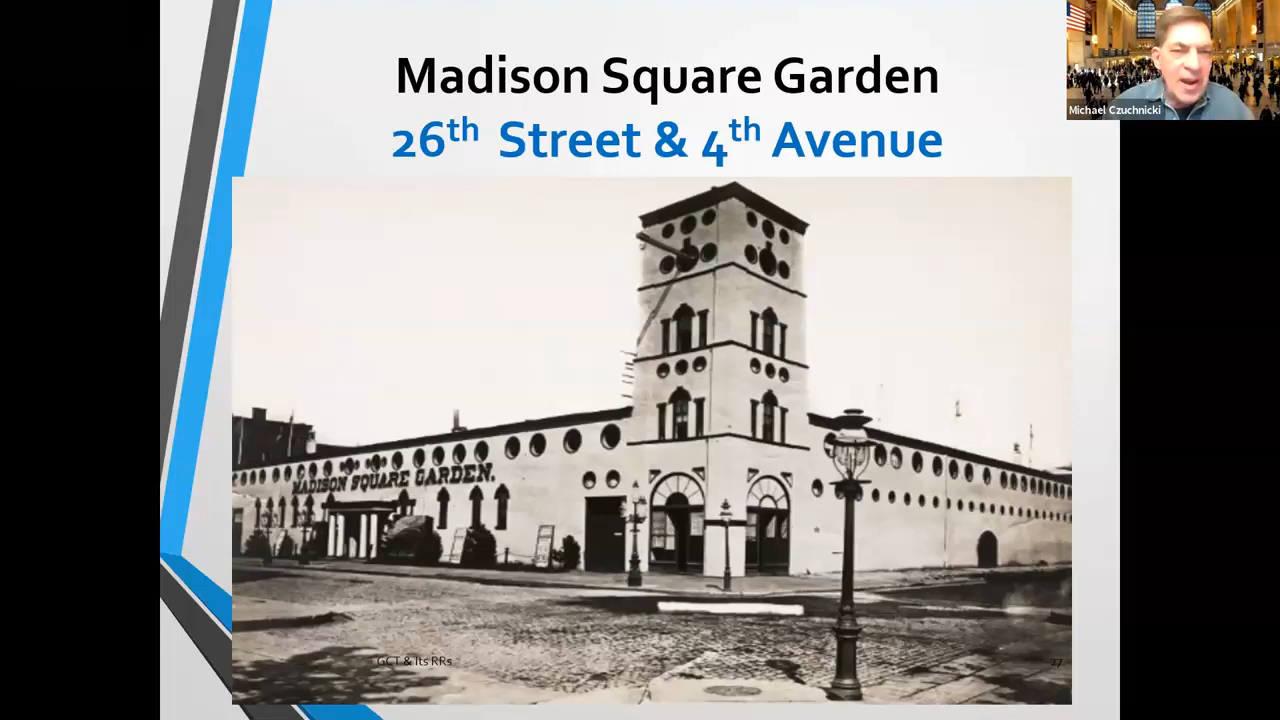 Madison Square Garden
26th Street & 4th Avenue
Michael Czuchnicki
MADISON SQUARE GARDEN.
GCT & Its RRs
27